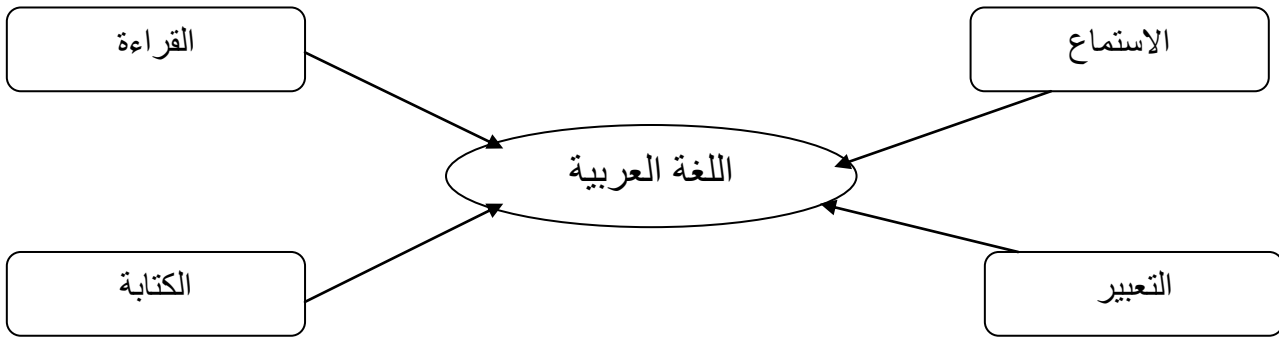 الاستماع
القراءة
اللغة العربية
التعبير
الكتابة